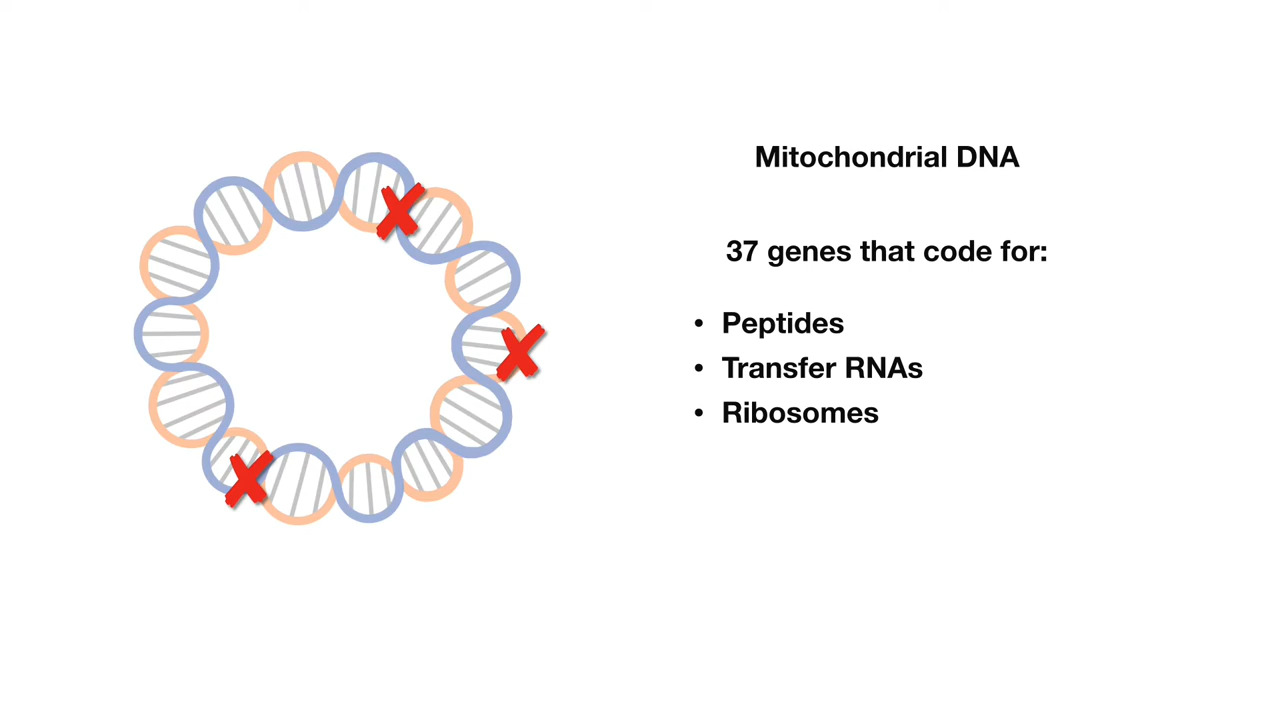 Mitochondrial DNA
37 genes that code for:
• Peptides
• Transfer RNAs
• Ribosomes